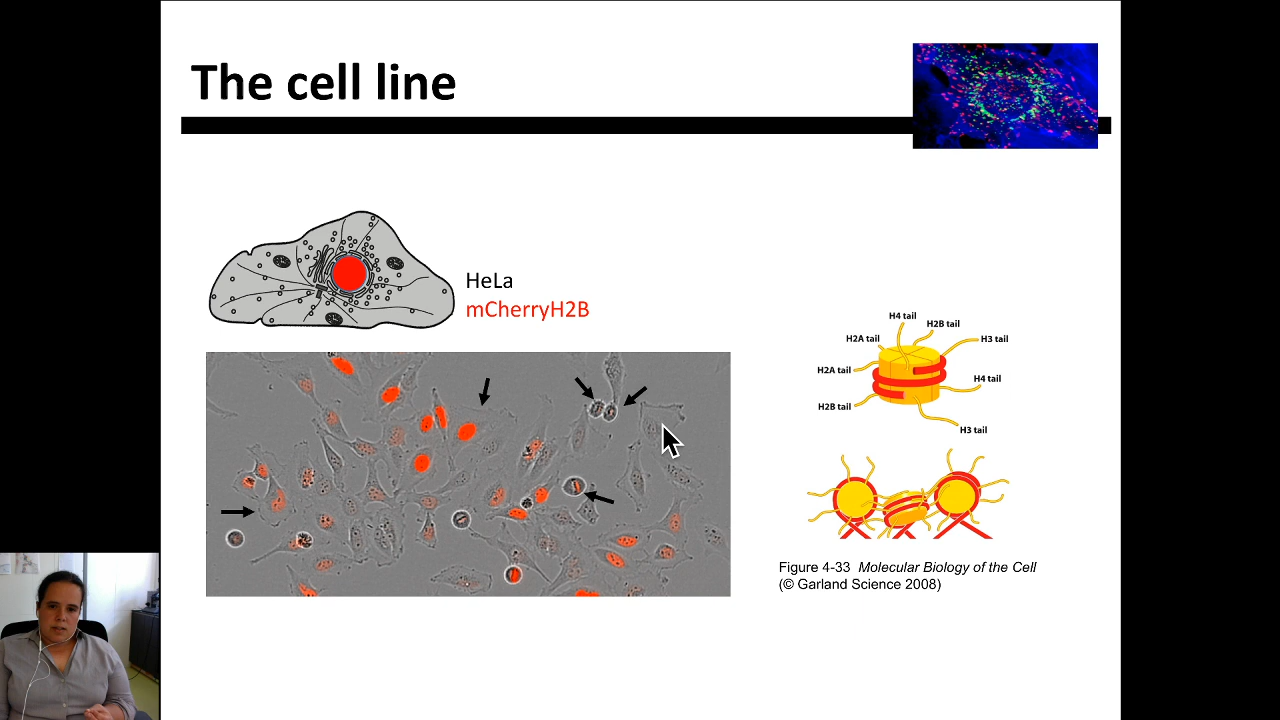 The cell line
HeLa
mCherryH2B
H4 tail
H2B tail
H2A tail
H3 tail
H2A tail
H4 tail
H2B tail
H3 tail
Figure 4-33 Molecular Biology of the Cell
(© Garland Science 2008)